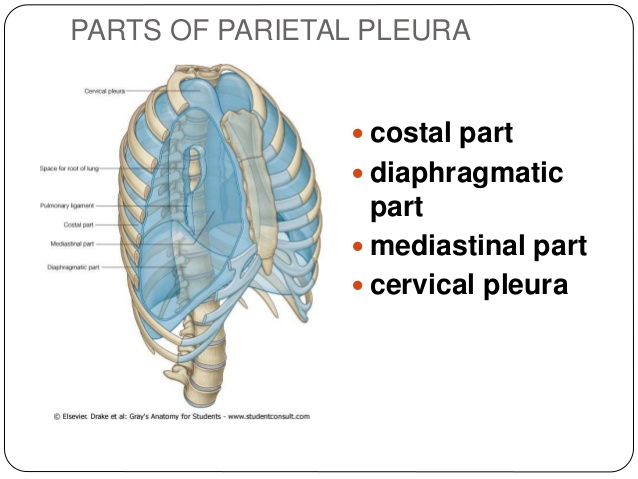 PARTS OF PARIETAL PLEURA
Cervical pleura
Space for root of lung
Pulmonary ligament
Costal part
Mediastinal part
Diaphragmatic part
• costal part
• diaphragmatic
part
• mediastinal part
• cervical pleura
© Elsevier. Drake et al: Gray's Anatomy for Students - www.studentconsult.com